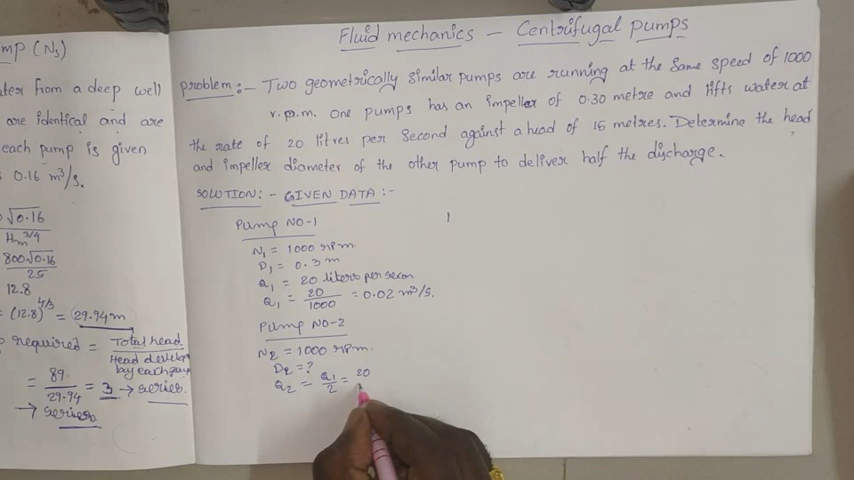 mp (Ns)
ater from a deep well
are identical and are
each pump is given
0.16 m³/s.
√0.16
Hm^3/4
800√0.16
25
12.8
= (12.8)^4/3 = 29.94m
required = Total head
Head develop
by each pump
= 89
29.94
= 3 → series.
→ series
Fluid mechanics - Centrifugal pumps
problem:- Two geometrically similar pumps are running at the same speed of 1000
r.p.m. One pumps has an impeller of 0.30 metre and lifts water at
the rate of 20 litres per second against a head of 15 metres. Determine the head
and impeller diameter of the other pump to deliver half the discharge.
SOLUTION:- GIVEN DATA:-
Pump NO-1
N1 = 1000 rpm.
D1 = 0.3 m
Q1 = 20 liters per secon
Q1 = 20/1000 = 0.02 m³/s.
Pump NO-2
N2 = 1000 rpm.
D2 = ?
Q2 = Q1/2 = 20